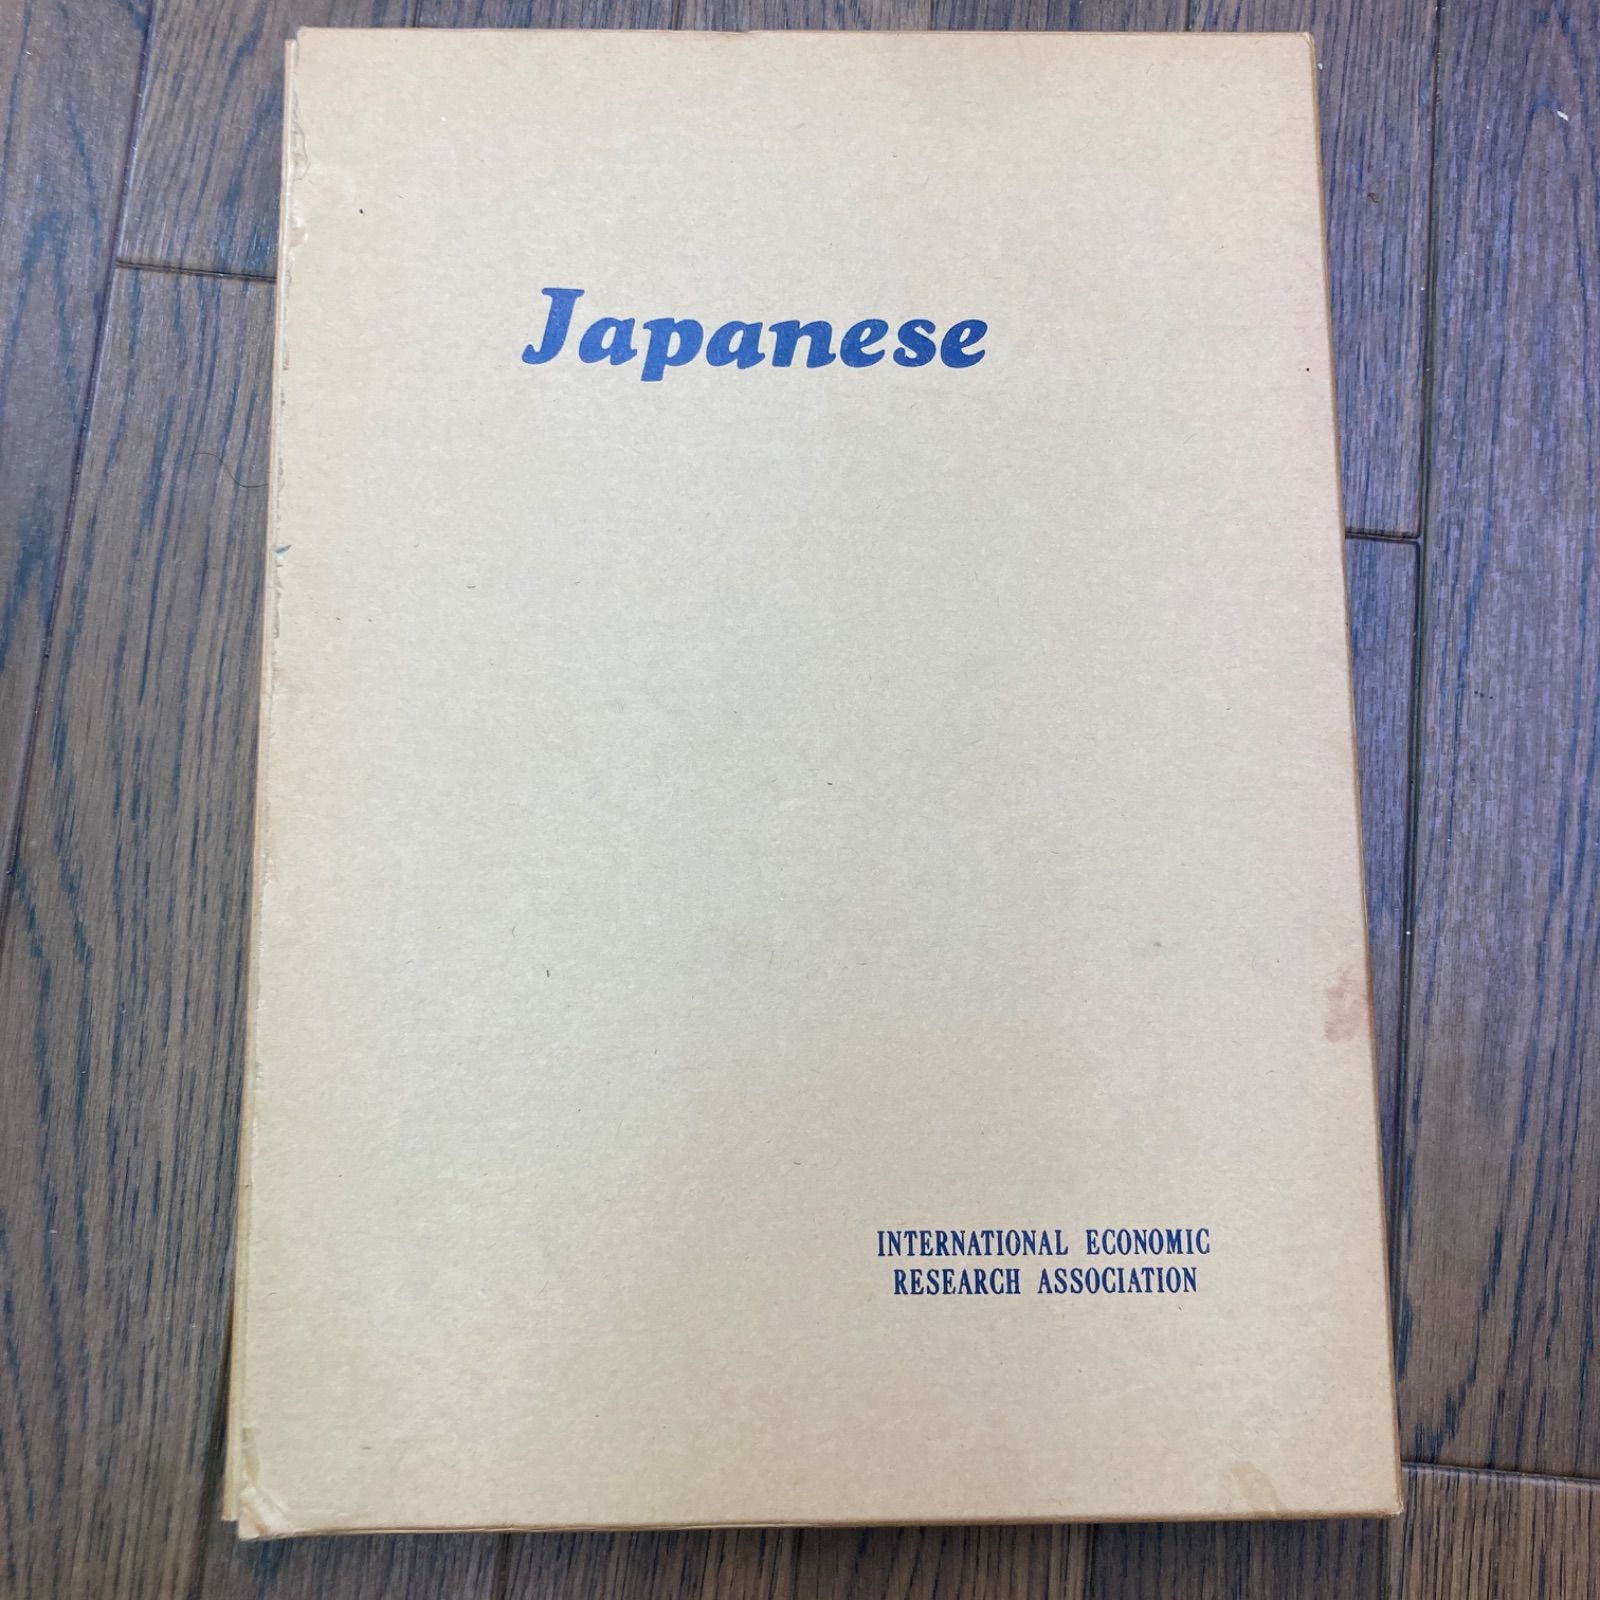 Japanese
INTERNATIONAL ECONOMIC
RESEARCH ASSOCIATION